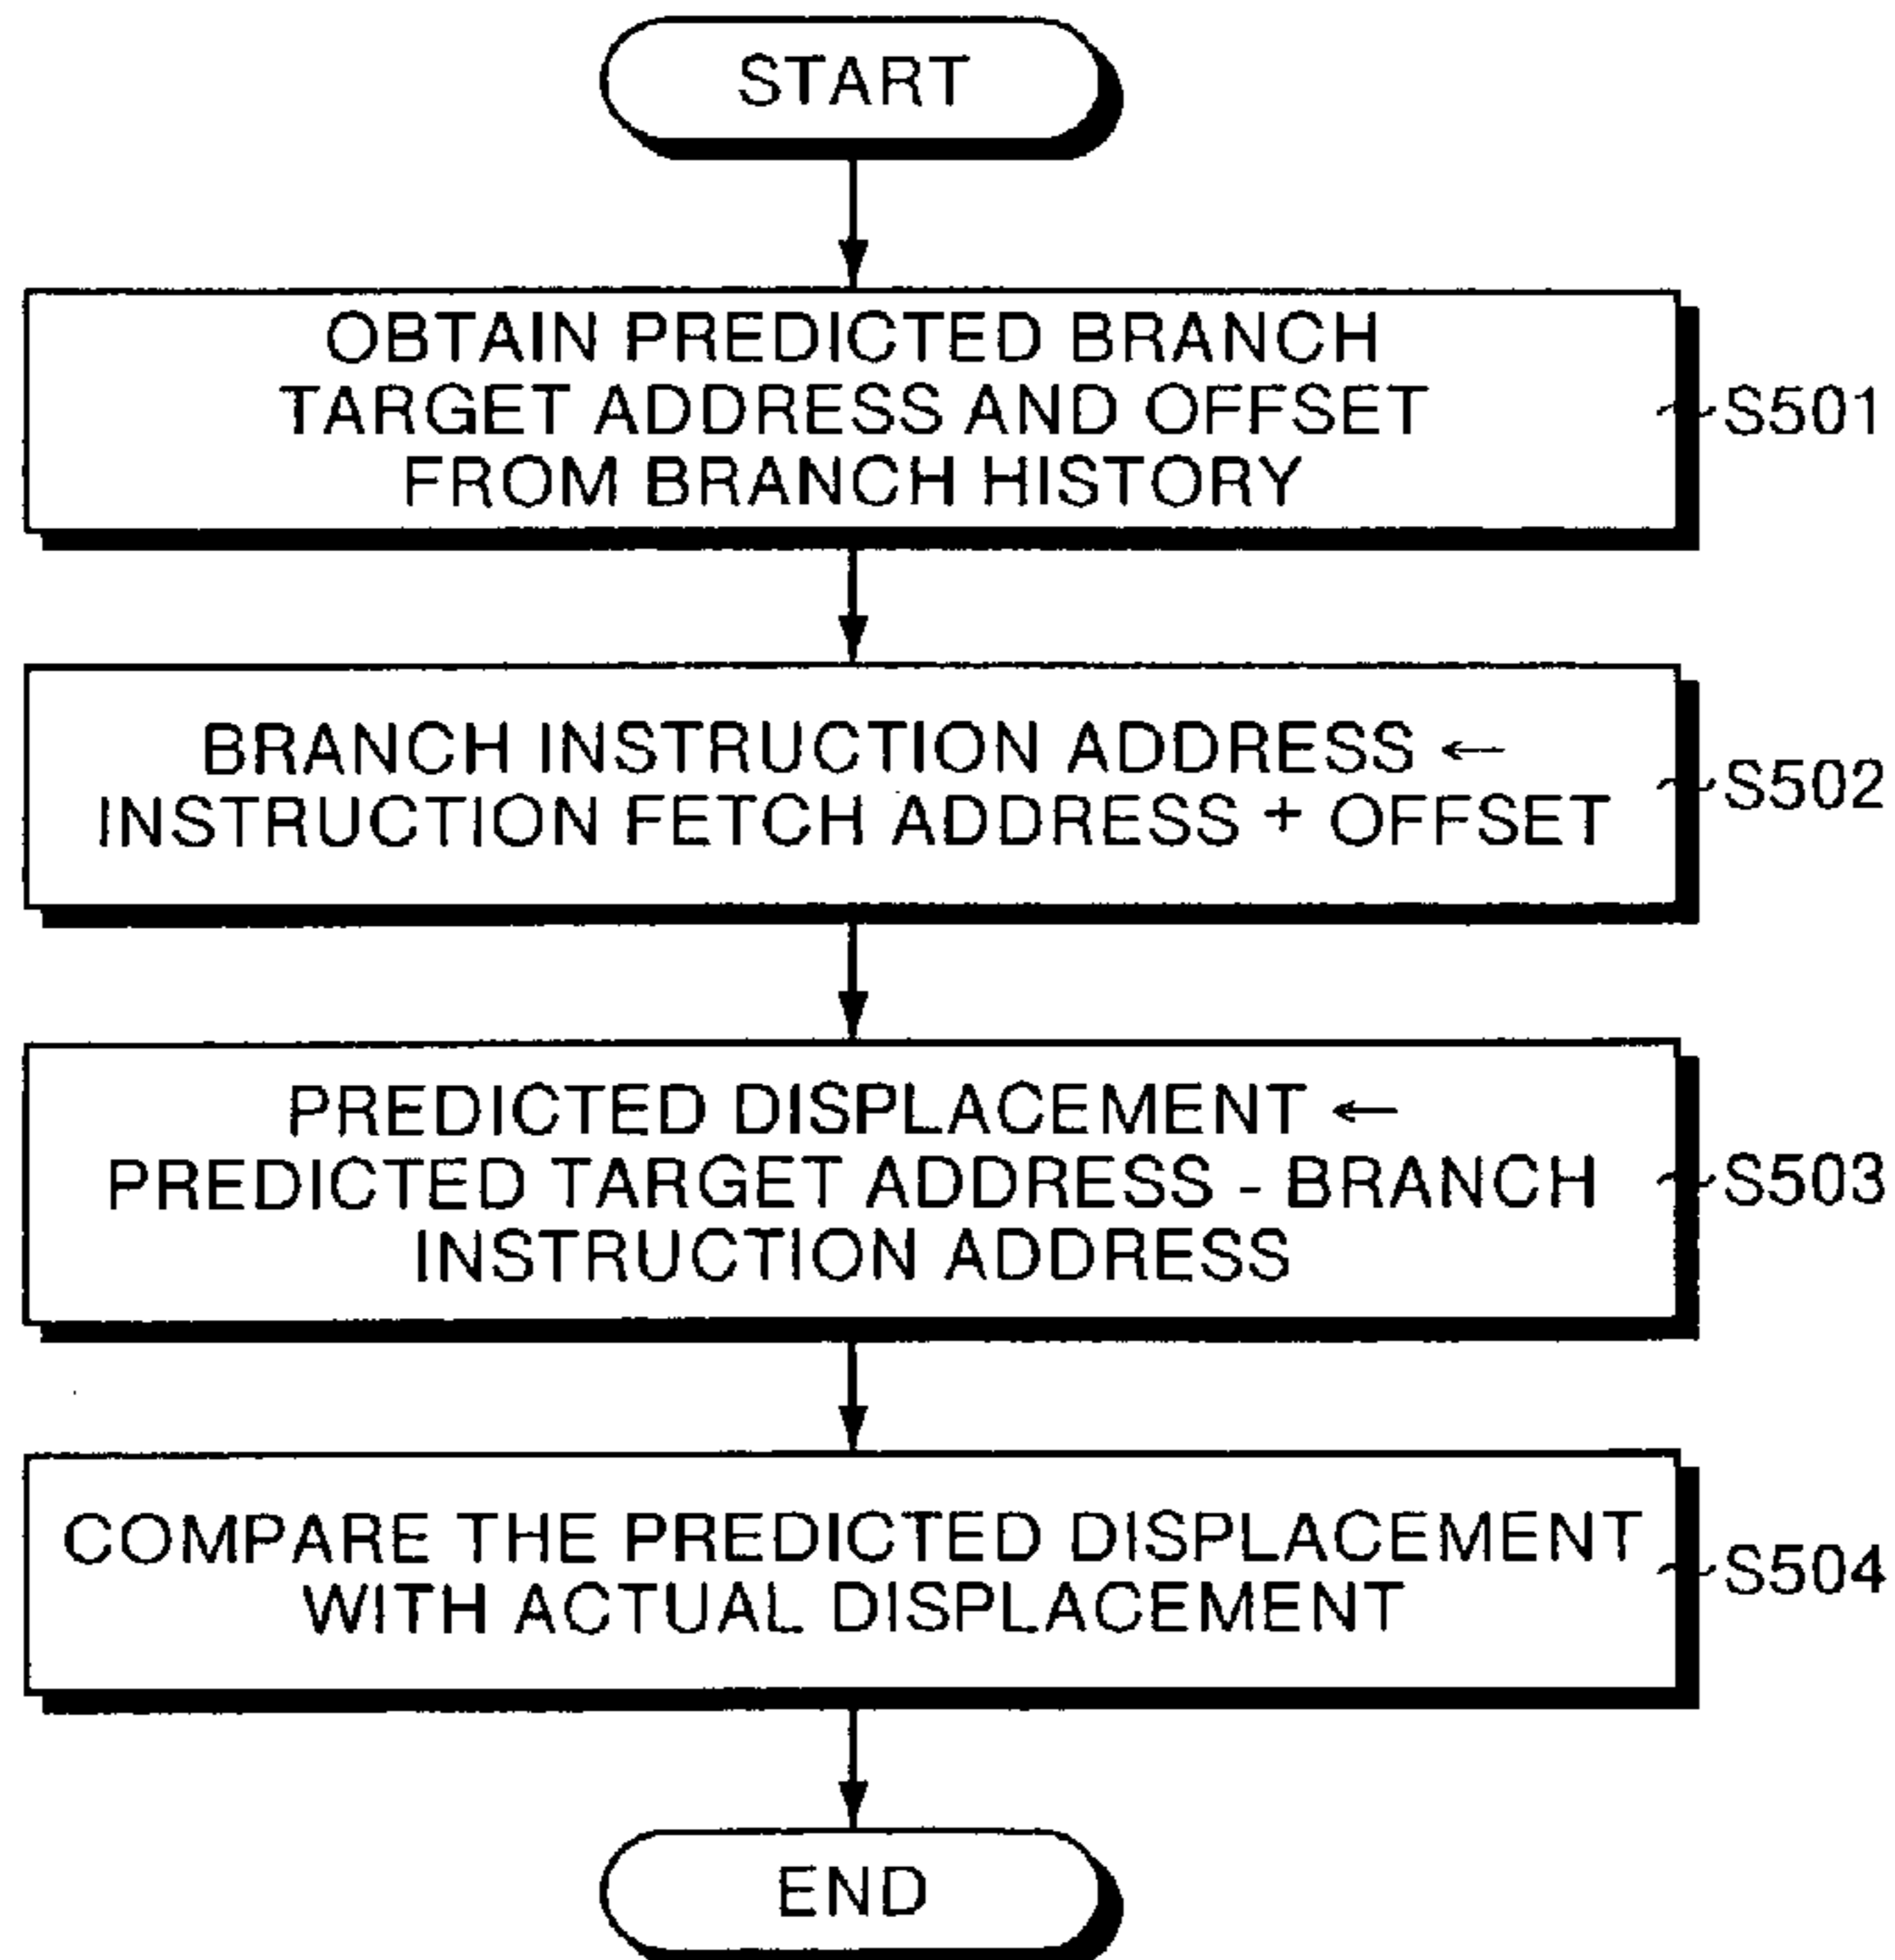 START
OBTAIN PREDICTED BRANCH
TARGET ADDRESS AND OFFSET
FROM BRANCH HISTORY
S501
BRANCH INSTRUCTION ADDRESS ←
INSTRUCTION FETCH ADDRESS + OFFSET
S502
PREDICTED DISPLACEMENT ←
PREDICTED TARGET ADDRESS - BRANCH
INSTRUCTION ADDRESS
S503
COMPARE THE PREDICTED DISPLACEMENT
WITH ACTUAL DISPLACEMENT
S504
END